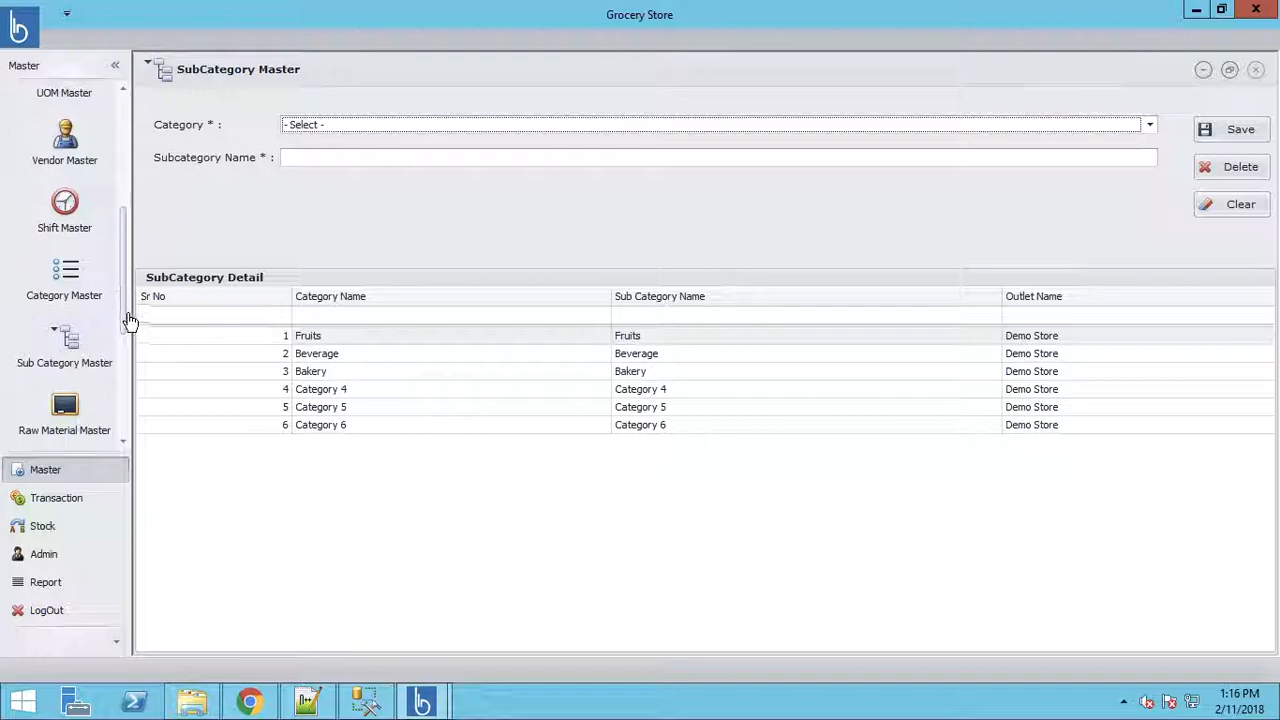 Grocery Store
Master
SubCategory Master
UOM Master
Category * : - Select -
Save
Vendor Master
Subcategory Name * :
Delete
Clear
Shift Master
SubCategory Detail
Category Master
Sr No Category Name Sub Category Name Outlet Name
1 Fruits Fruits Demo Store
2 Beverage Beverage Demo Store
Sub Category Master
3 Bakery Bakery Demo Store
4 Category 4 Category 4 Demo Store
5 Category 5 Category 5 Demo Store
6 Category 6 Category 6 Demo Store
Raw Material Master
Master
Transaction
Stock
Admin
Report
LogOut
1:16 PM
2/11/2018